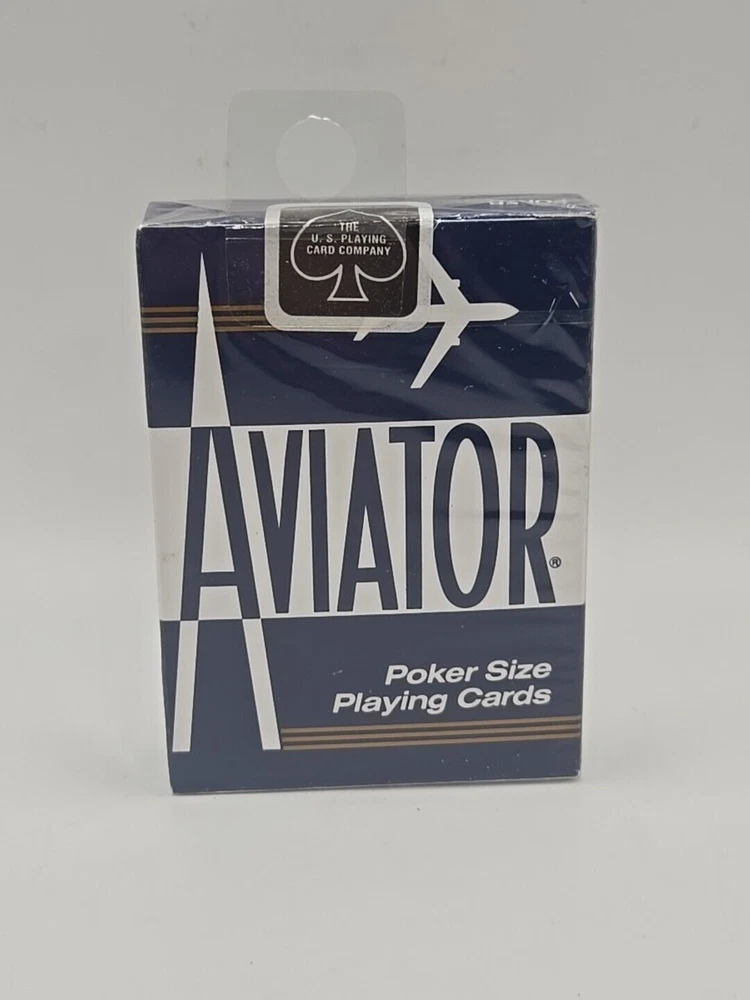 THE
U. S. PLAYING
CARD COMPANY
AVIATOR®
Poker Size
Playing Cards